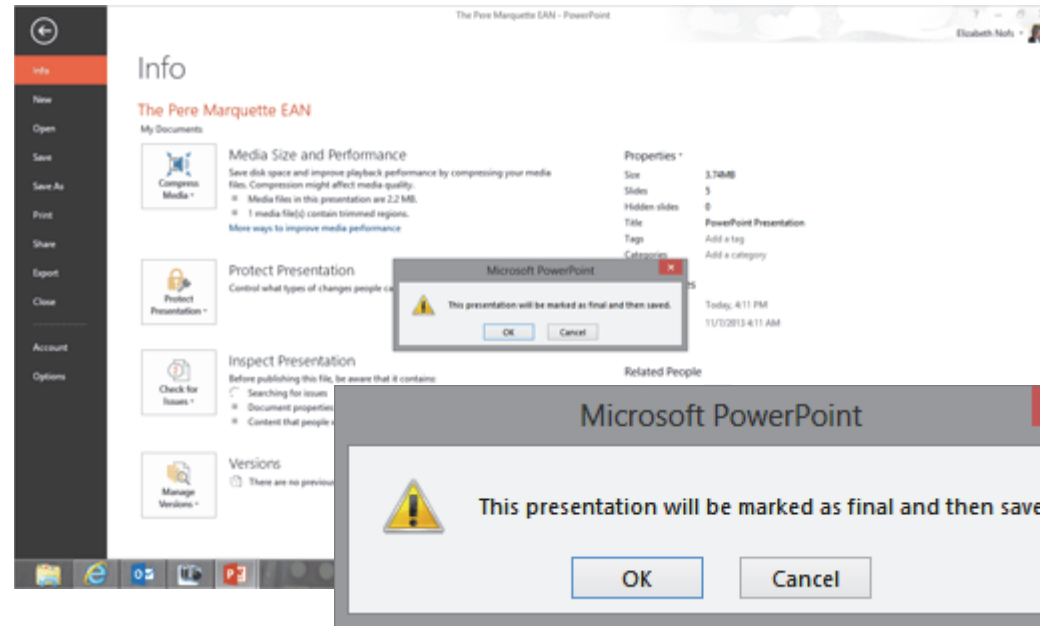 The Pere Marquette EAN - PowerPoint
Elizabeth Nofs
Info
Info
New
Open
Save
Save As
Print
Share
Export
Close
Account
Options
The Pere Marquette EAN
My Documents
Compress
Media
Media Size and Performance
Save disk space and improve playback performance by compressing your media
files. Compression might affect media quality.
Media files in this presentation are 2.2 MB.
1 media file(s) contain trimmed regions.
More ways to improve media performance
Protect
Presentation
Protect Presentation
Control what types of changes people ca
Check for
Issues
Inspect Presentation
Before publishing this file, be aware that it contains:
Searching for issues
Document properties
Content that people
Manage
Versions
Versions
There are no previou
Properties
Size 3.74MB
Slides 5
Hidden slides 0
Title PowerPoint Presentation
Tags Add a tag
Categories Add a category
es
Today, 4:11 PM
11/7/2013 4:11 AM
Related People
Microsoft PowerPoint
This presentation will be marked as final and then saved.
OK Cancel
Microsoft PowerPoint
This presentation will be marked as final and then save
OK Cancel